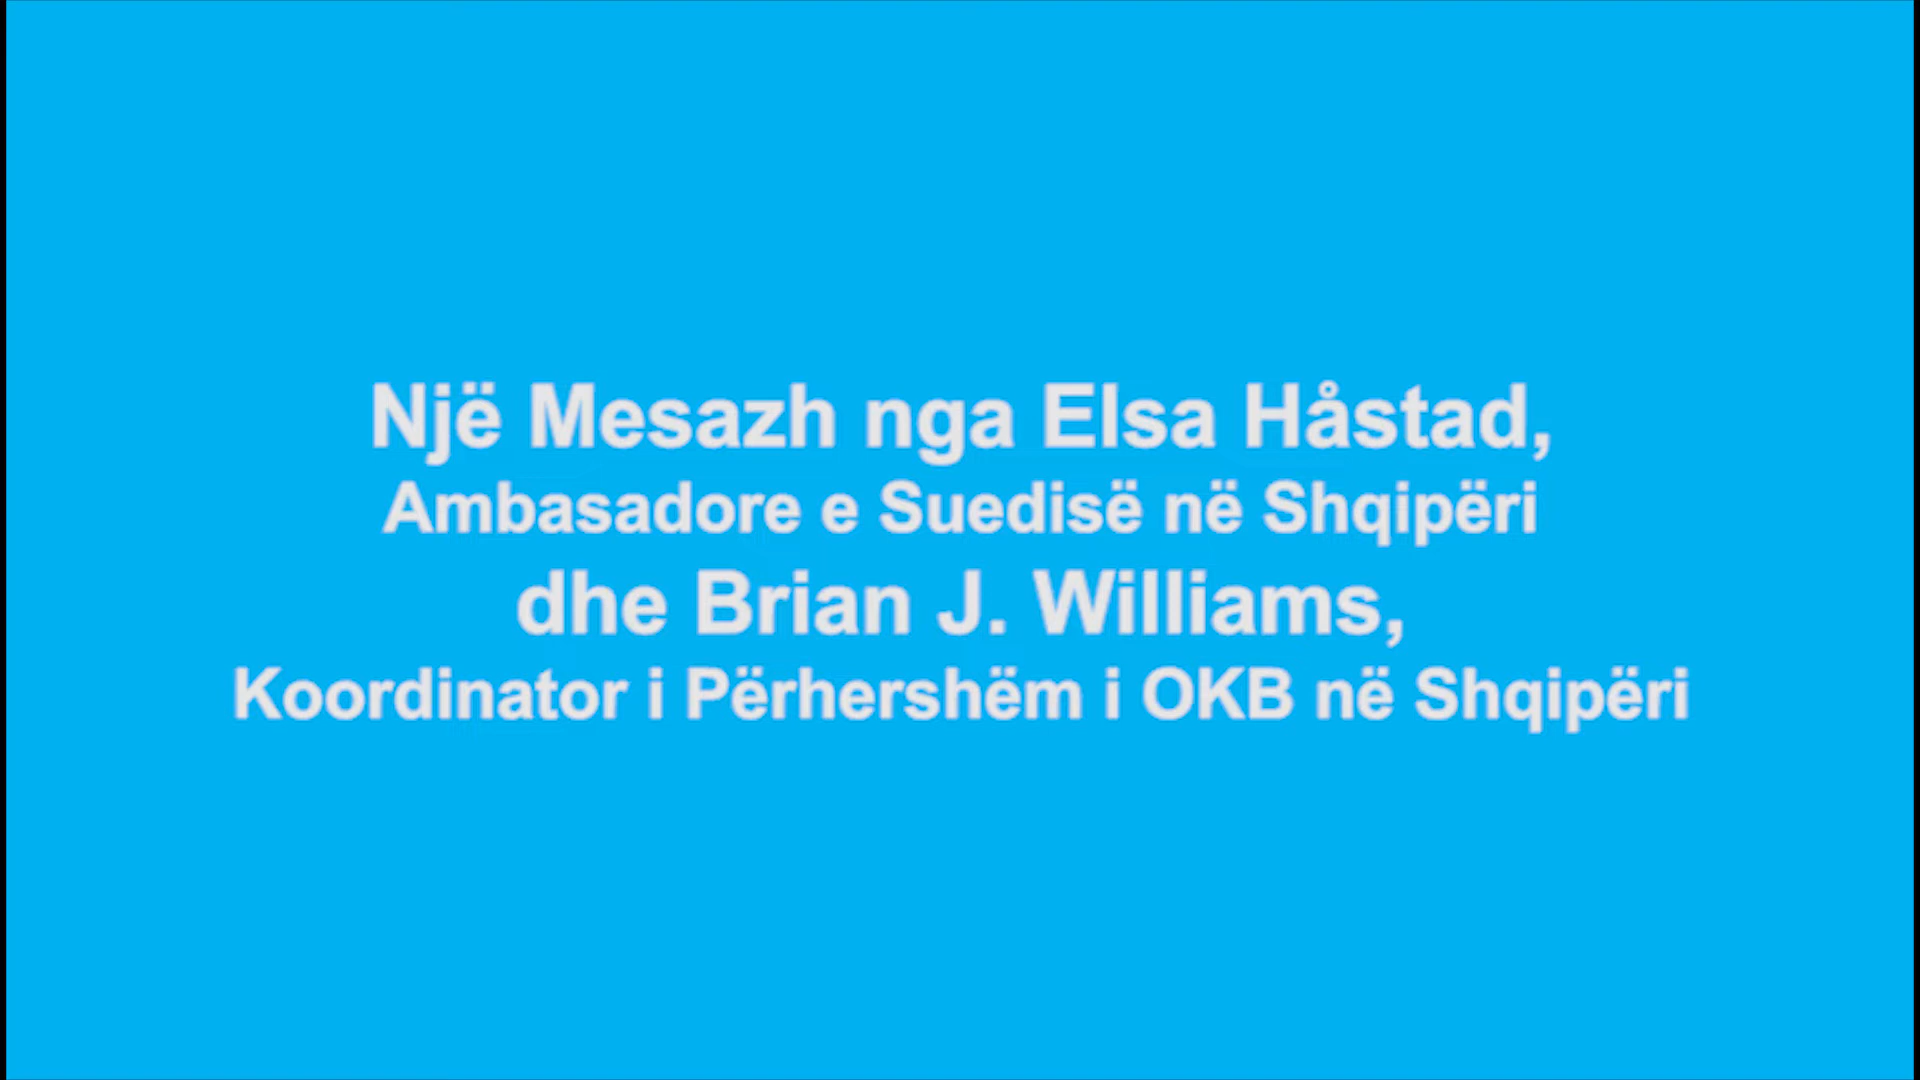 Një Mesazh nga Elsa Håstad,
Ambasadore e Suedisë në Shqipëri
dhe Brian J. Williams,
Koordinator i Përhershëm i OKB në Shqipëri